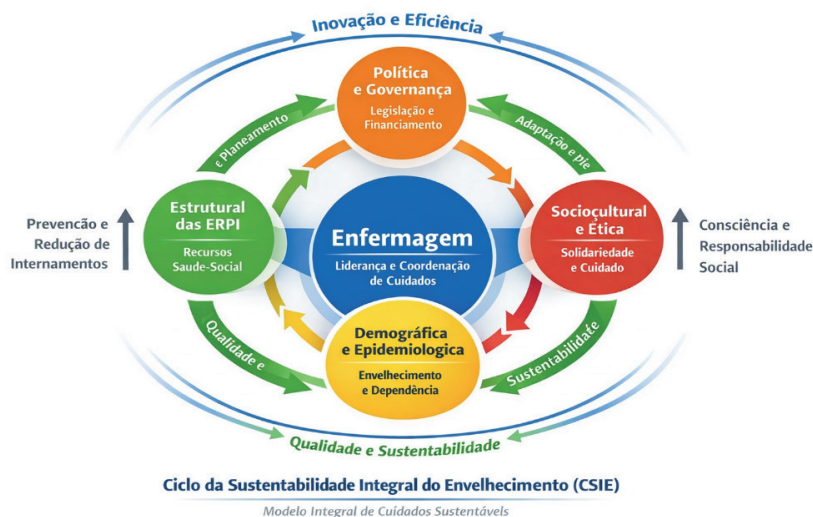 Inovação e Eficiência
Política
e Governança
Legislação e
Financiamento
e Planeamento
Adaptação e pie
Estrutural
das ERPI
Recursos
Saude-Social
Enfermagem
Liderança e Coordenação
de Cuidados
Socioçultural
e Ética
Solidariedade
e Cuidado
Prevencão e
Redução de
Internamentos
Consciência e
Responsabilidade
Social
Demográfica
e Epidemiologica
Envelhecimento
e Dependência
Qualidade e
Sustentabilidade
Qualidade e Sustentabilidade
Ciclo da Sustentabilidade Integral do Envelhecimento (CSIE)
Modelo Integral de Cuidados Sustentáveis